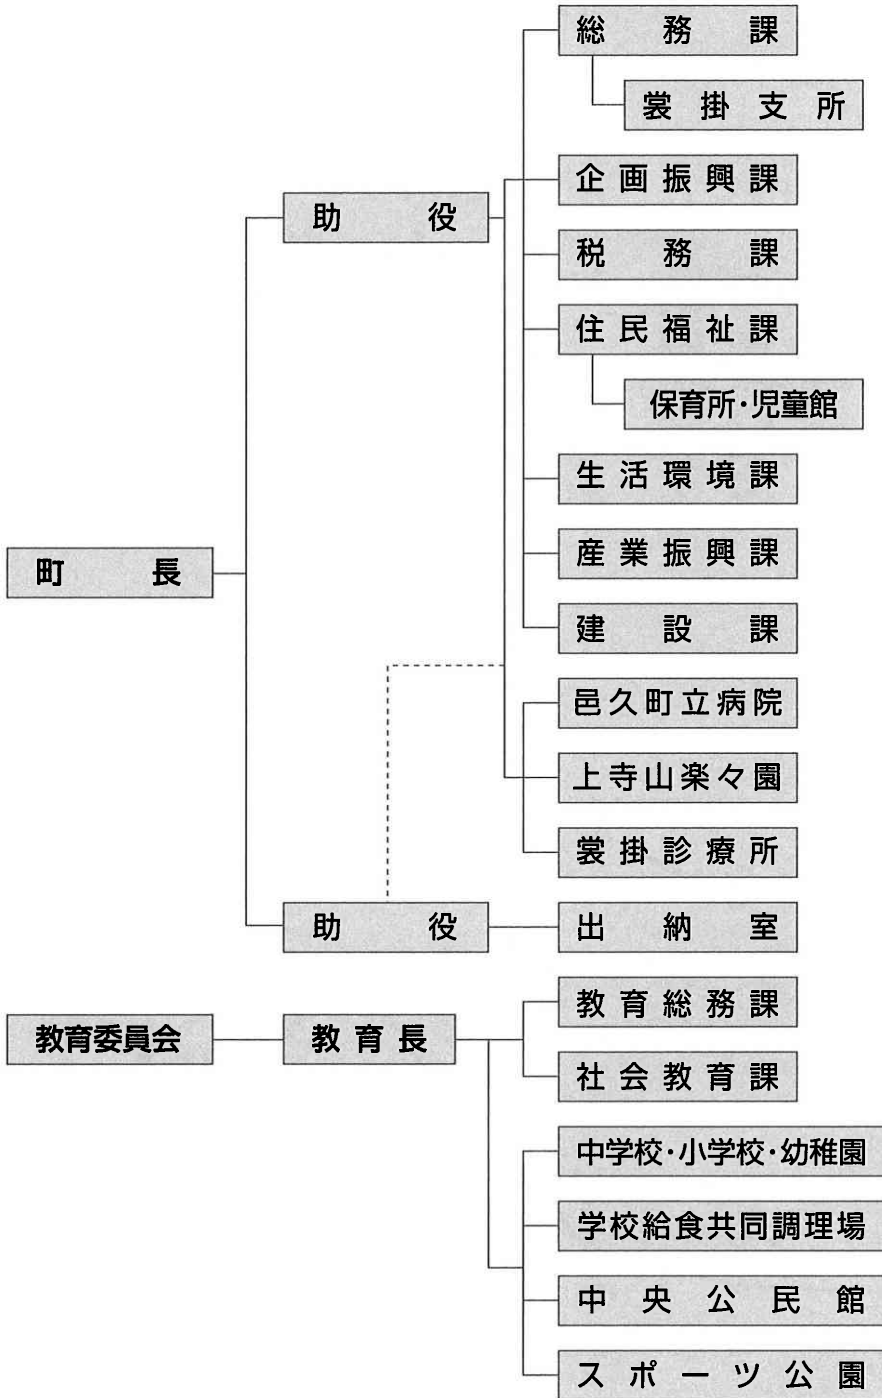 総務課
裳掛支所
企画振興課
助役
税務課
住民福祉課
保育所・児童館
生活環境課
産業振興課
町長
建設課
邑久町立病院
上寺山楽々園
裳掛診療所
助役
出納室
教育総務課
教育委員会
教育長
社会教育課
中学校・小学校・幼稚園
学校給食共同調理場
中央公民館
スポーツ公園